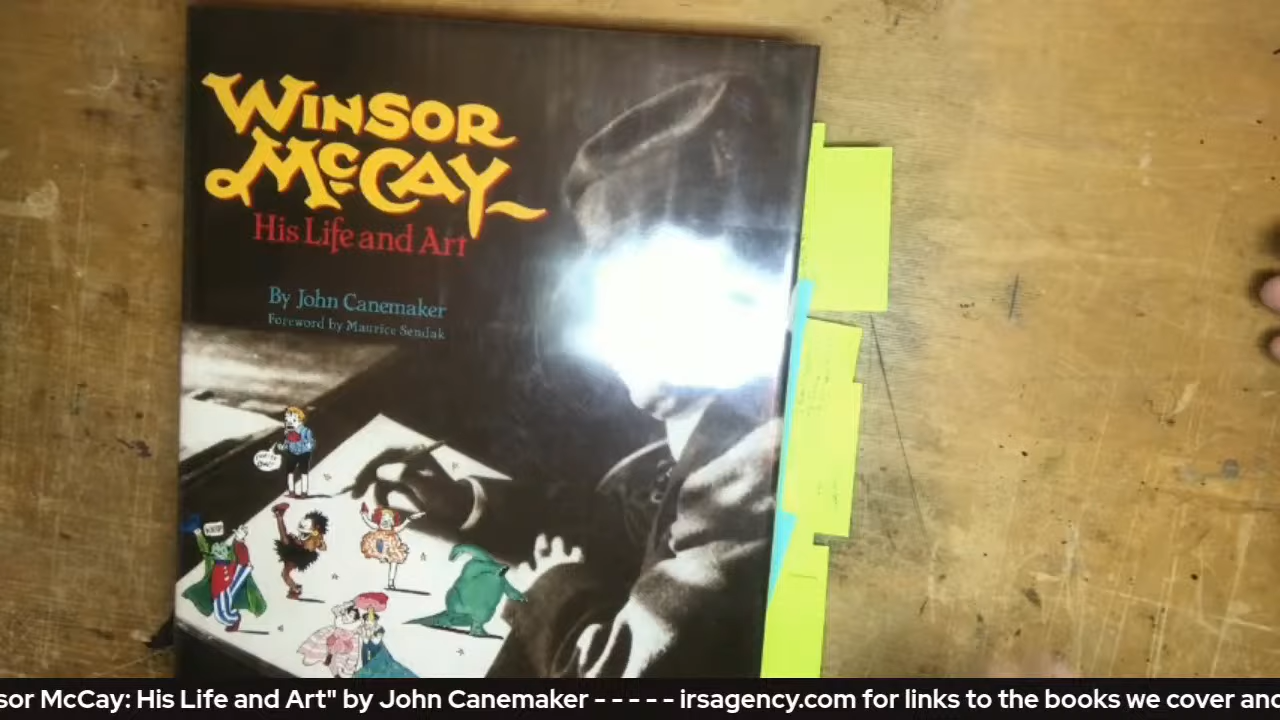 WINSOR
McCAY
His Life and Art
By John Canemaker
Foreword by Maurice Sendak
sor McCay: His Life and Art" by John Canemaker - - - - - irsagency.com for links to the books we cover and